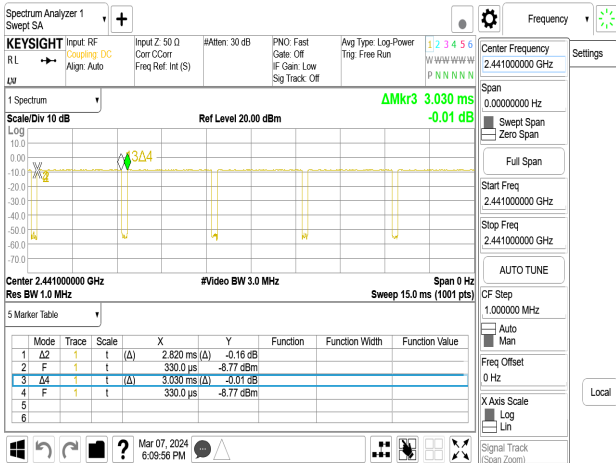 Spectrum Analyzer 1
Swept SA
+
Frequency
KEYSIGHT
Input: RF
Input Z: 50 Ω
#Atten: 30 dB
PNO: Fast
Avg Type: Log-Power
1 2 3 4 5 6
RL
Coupling: DC
Corr CCorr
Gate: Off
Trig: Free Run
Align: Auto
Freq Ref: Int (S)
IF Gain: Low
W W W W W W
Sig Track: Off
P N N N N N
Center Frequency
2.441000000 GHz
Settings
1 Spectrum
ΔMkr3 3.030 ms
Scale/Div 10 dB
Ref Level 20.00 dBm
-0.01 dB
Log
10.0
0.00
-10.0
-20.0
-30.0
-40.0
-50.0
-60.0
-70.0
3Δ4
Center 2.441000000 GHz
#Video BW 3.0 MHz
Span 0 Hz
Res BW 1.0 MHz
Sweep 15.0 ms (1001 pts)
Span
0.00000000 Hz
Swept Span
Zero Span
Full Span
Start Freq
2.441000000 GHz
Stop Freq
2.441000000 GHz
AUTO TUNE
CF Step
1.000000 MHz
Auto
Man
Freq Offset
0 Hz
X Axis Scale
Log
Lin
Signal Track
(Span Zoom)
Local
5 Marker Table
Mode Trace Scale X Y Function Function Width Function Value
1 Δ2 1 t (Δ) 2.820 ms (Δ) -0.16 dB
2 F 1 t 330.0 µs -8.77 dBm
3 Δ4 1 t (Δ) 3.030 ms (Δ) -0.01 dB
4 F 1 t 330.0 µs -8.77 dBm
5
6
?
Mar 07, 2024
6:09:56 PM